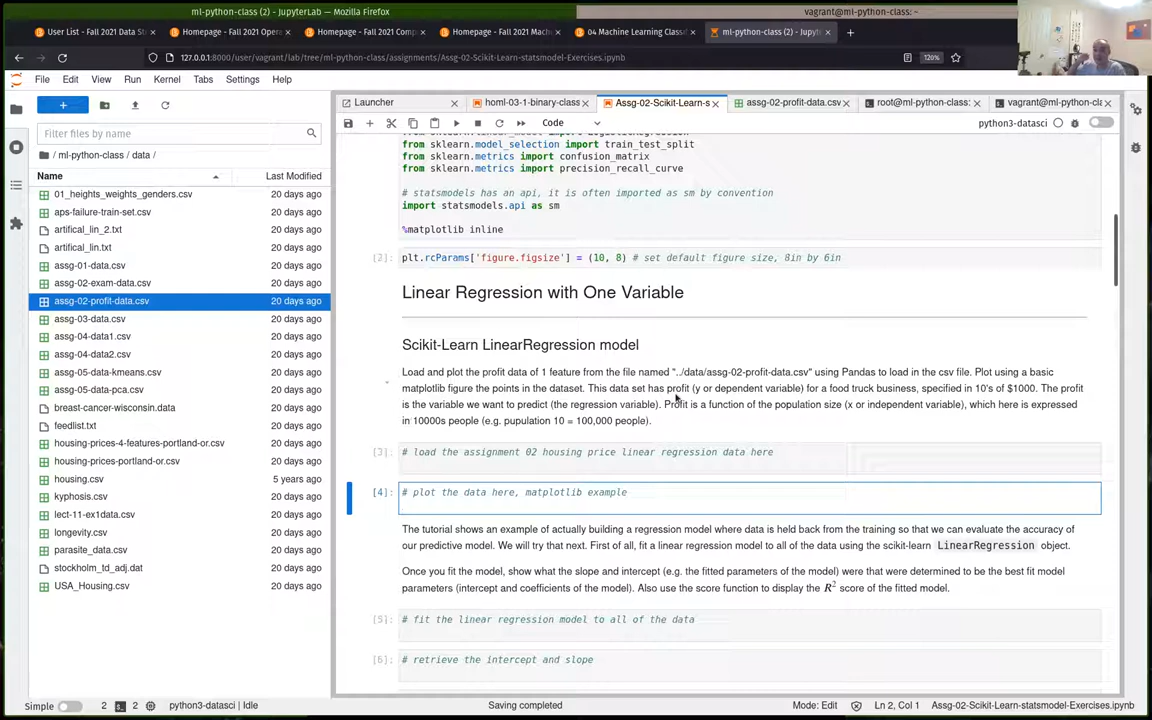 ml-python-class (2) - JupyterLab — Mozilla Firefox
vagrant@ml-python-class: ~
User List - Fall 2021 Data St
Homepage - Fall 2021 Opera
Homepage - Fall 2021 Comp
Homepage - Fall 2021 Mach
04 Machine Learning Classif
ml-python-class (2) - Jupyt
127.0.0.1:8000/user/vagrant/lab/tree/ml-python-class/assignments/Assg-02-Scikit-Learn-statsmodel-Exercises.ipynb
120%
File Edit View Run Kernel Tabs Settings Help
Launcher
homl-03-1-binary-class
Assg-02-Scikit-Learn-s
assg-02-profit-data.csv
root@ml-python-class:
vagrant@ml-python-cla
Code
python3-datasci
Filter files by name
/ ml-python-class / data /
Name Last Modified
01_heights_weights_genders.csv 20 days ago
aps-failure-train-set.csv 20 days ago
artifical_lin_2.txt 20 days ago
artifical_lin.txt 20 days ago
assg-01-data.csv 20 days ago
assg-02-exam-data.csv 20 days ago
assg-02-profit-data.csv 20 days ago
assg-03-data.csv 20 days ago
assg-04-data1.csv 20 days ago
assg-04-data2.csv 20 days ago
assg-05-data-kmeans.csv 20 days ago
assg-05-data-pca.csv 20 days ago
breast-cancer-wisconsin.data 20 days ago
feedlist.txt 20 days ago
housing-prices-4-features-portland-or.csv 20 days ago
housing-prices-portland-or.csv 20 days ago
housing.csv 5 years ago
kyphosis.csv 20 days ago
lect-11-ex1data.csv 20 days ago
longevity.csv 20 days ago
parasite_data.csv 20 days ago
stockholm_td_adj.dat 20 days ago
USA_Housing.csv 20 days ago
from sklearn.model_selection import train_test_split
from sklearn.metrics import confusion_matrix
from sklearn.metrics import precision_recall_curve
# statsmodels has an api, it is often imported as sm by convention
import statsmodels.api as sm
%matplotlib inline
[2]: plt.rcParams['figure.figsize'] = (10, 8) # set default figure size, 8in by 6in
Linear Regression with One Variable
Scikit-Learn LinearRegression model
Load and plot the profit data of 1 feature from the file named "../data/assg-02-profit-data.csv" using Pandas to load in the csv file. Plot using a basic
matplotlib figure the points in the dataset. This data set has profit (y or dependent variable) for a food truck business, specified in 10's of $1000. The profit
is the variable we want to predict (the regression variable). Profit is a function of the population size (x or independent variable), which here is expressed
in 10000s people (e.g. pupulation 10 = 100,000 people).
[3]: # load the assignment 02 housing price linear regression data here
[4]: # plot the data here, matplotlib example
The tutorial shows an example of actually building a regression model where data is held back from the training so that we can evaluate the accuracy of
our predictive model. We will try that next. First of all, fit a linear regression model to all of the data using the scikit-learn LinearRegression object.
Once you fit the model, show what the slope and intercept (e.g. the fitted parameters of the model) were that were determined to be the best fit model
parameters (intercept and coefficients of the model). Also use the score function to display the R² score of the fitted model.
[5]: # fit the linear regression model to all of the data
[6]: # retrieve the intercept and slope
Simple 2 2 python3-datasci | Idle Saving completed Mode: Edit Ln 2, Col 1 Assg-02-Scikit-Learn-statsmodel-Exercises.ipynb